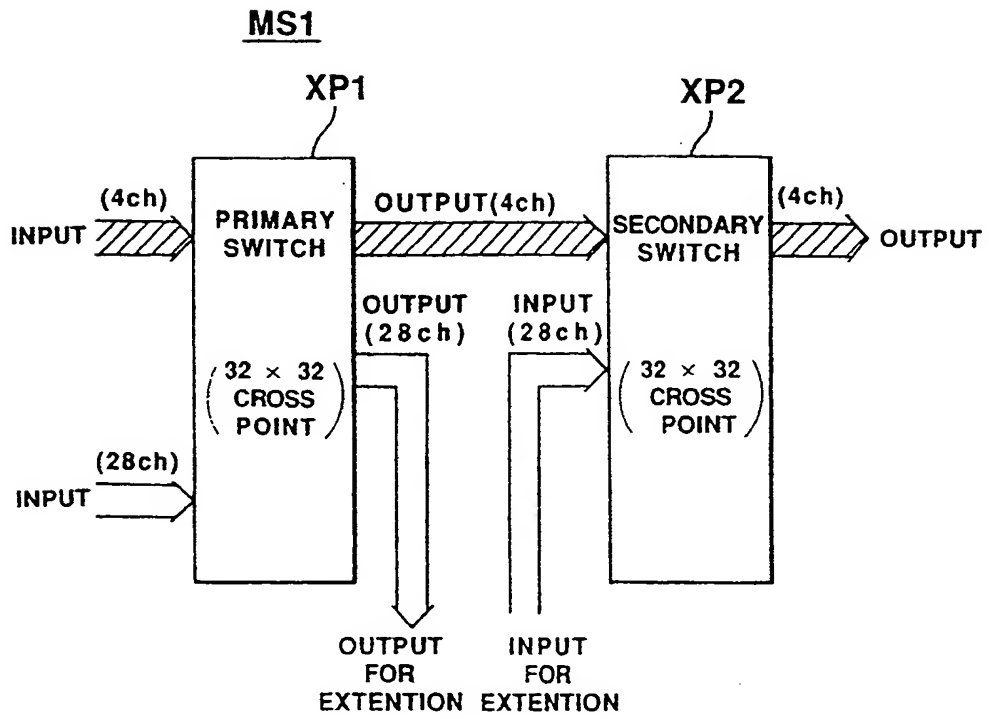 MS1
XP1
XP2
(4ch)
INPUT
PRIMARY
SWITCH
OUTPUT(4ch)
SECONDARY
SWITCH
(4ch)
OUTPUT
OUTPUT
(28ch)
INPUT
(28ch)
(32 × 32
CROSS
POINT)
(32 × 32
CROSS
POINT)
(28ch)
INPUT
OUTPUT
FOR
EXTENTION
INPUT
FOR
EXTENTION